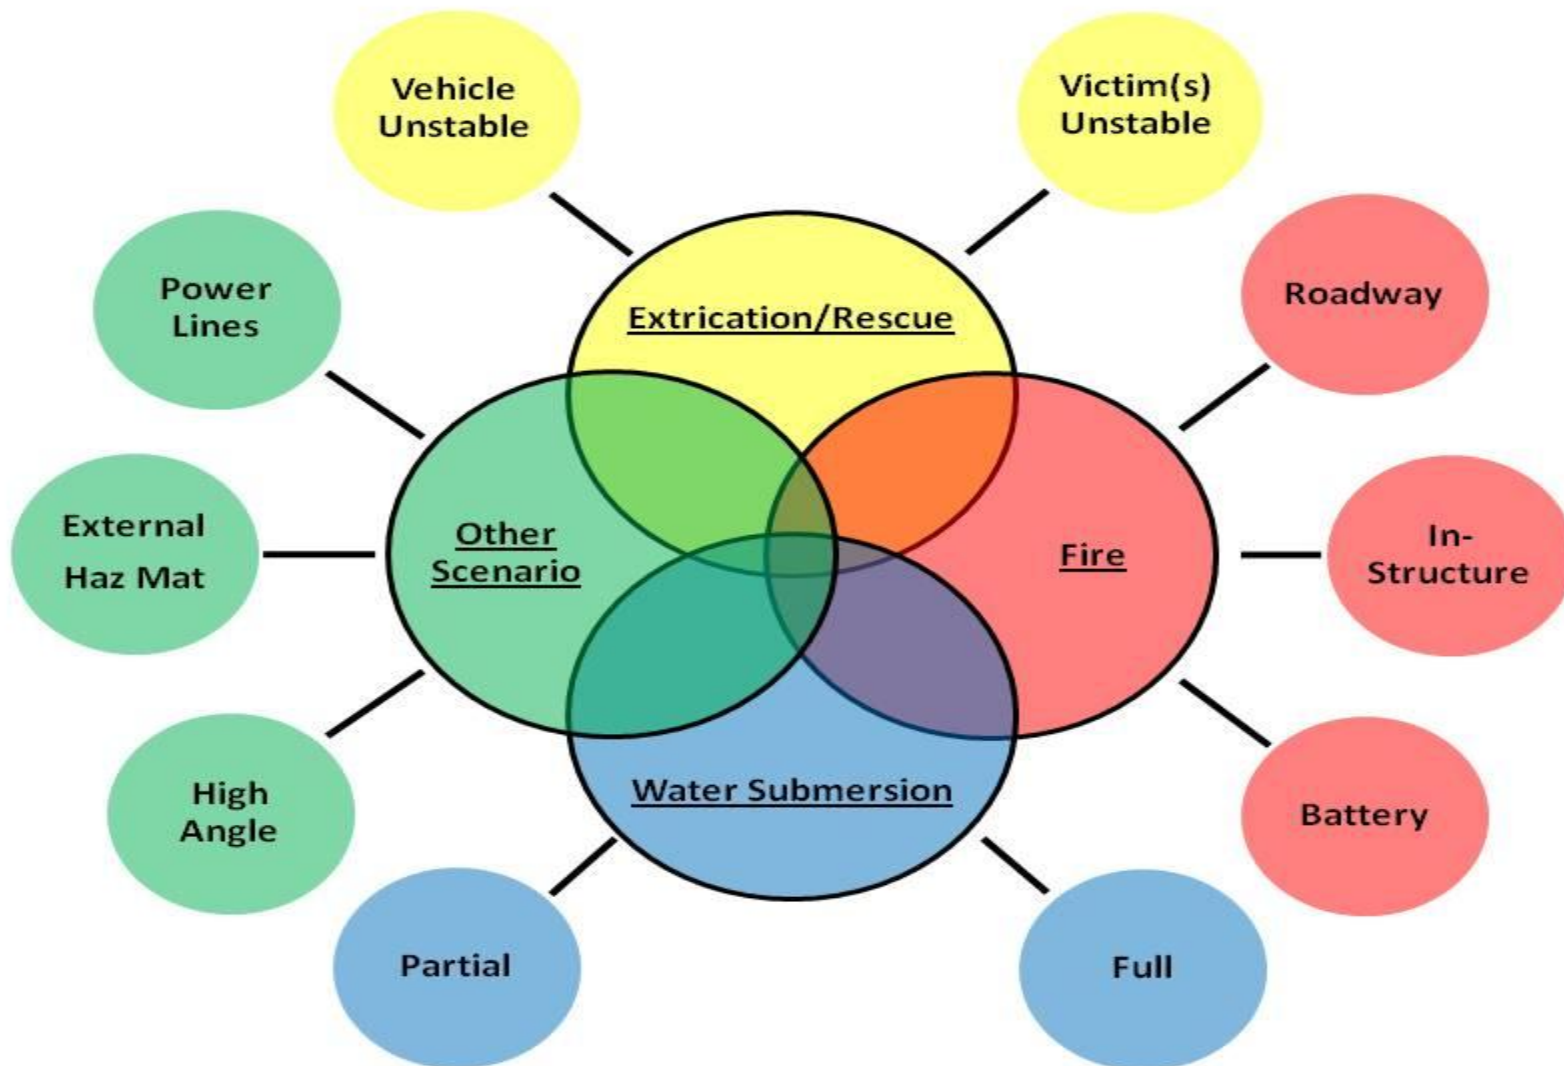 Vehicle
Unstable
Victim(s)
Unstable
Power
Lines
Extrication/Rescue
Roadway
External
Haz Mat
Other
Scenario
Fire
In-
Structure
High
Angle
Water Submersion
Battery
Partial
Full